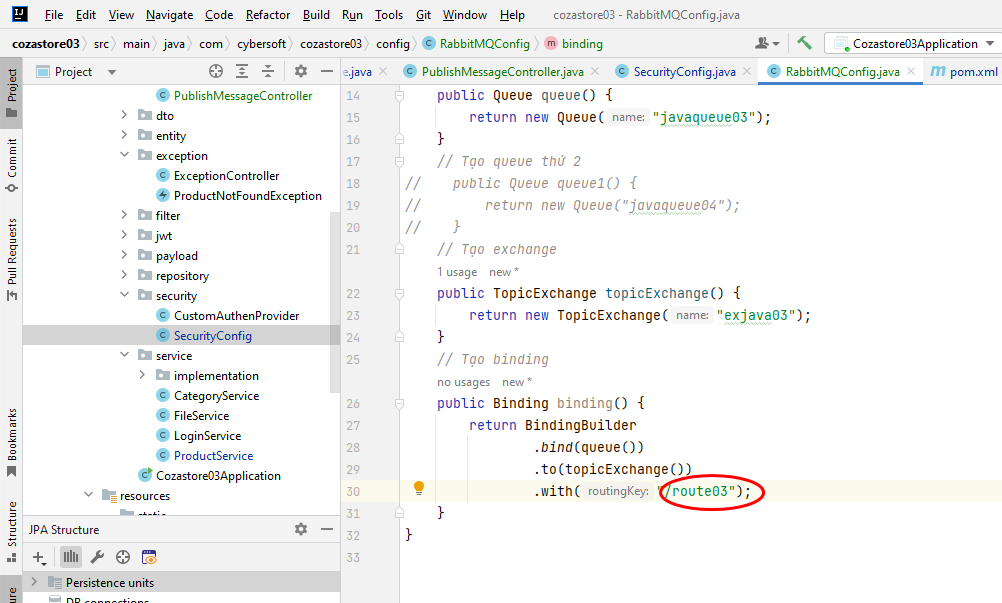 File Edit View Navigate Code Refactor Build Run Tools Git Window Help cozastore03 - RabbitMQConfig.java
cozastore03 src main java com cybersoft cozastore03 config RabbitMQConfig binding Cozastore03Application
Project
Commit
Pull Requests
Bookmarks
Structure
Project
PublishMessageController
dto
entity
exception
ExceptionController
ProductNotFoundException
filter
jwt
payload
repository
security
CustomAuthenProvider
SecurityConfig
service
implementation
CategoryService
FileService
LoginService
ProductService
Cozastore03Application
resources
static
JPA Structure
Persistence units
DB connections
e.java PublishMessageController.java SecurityConfig.java RabbitMQConfig.java pom.xml
14 public Queue queue() {
15 return new Queue( name: "javaqueue03");
16 }
17 // Tạo queue thứ 2
18 // public Queue queue1() {
19 // return new Queue("javaqueue04");
20 // }
21 // Tạo exchange
1 usage new *
22 public TopicExchange topicExchange() {
23 return new TopicExchange( name: "exjava03");
24 }
25 // Tạo binding
no usages new *
26 public Binding binding() {
27 return BindingBuilder
28 .bind(queue())
29 .to(topicExchange())
30 .with( routingKey: "/route03");
31 }
32 }
33